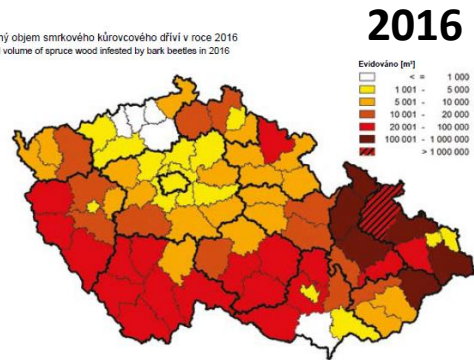 ný objem smrkového kůrovcového dříví v roce 2016
l volume of spruce wood infested by bark beetles in 2016
2016
Evidováno [m³]
< = 1 000
1 001 - 5 000
5 001 - 10 000
10 001 - 20 000
20 001 - 100 000
100 001 - 1 000 000
> 1 000 000